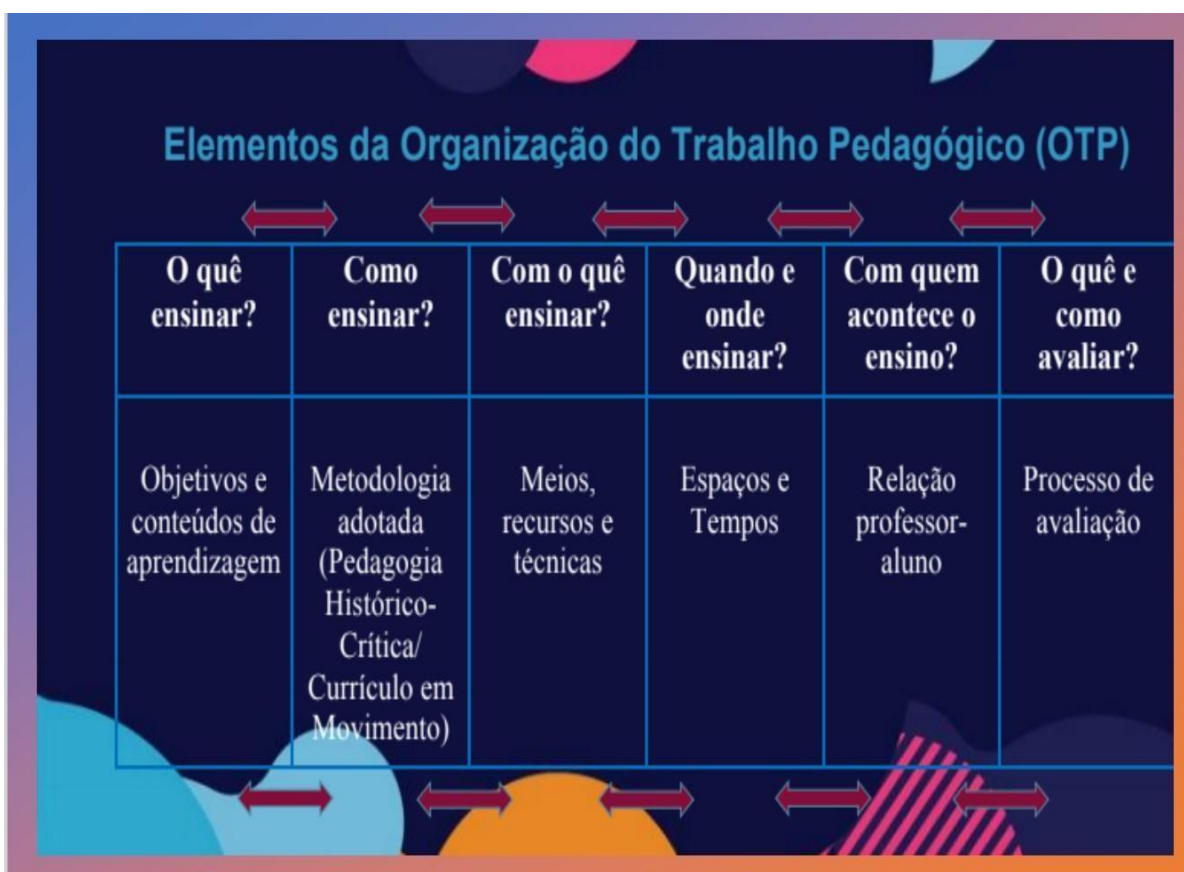 Elementos da Organização do Trabalho Pedagógico (OTP)
O quê
ensinar?
Como
ensinar?
Com o quê
ensinar?
Quando e
onde
ensinar?
Com quem
acontece o
ensino?
O quê e
como
avaliar?
Objetivos e
conteúdos de
aprendizagem
Metodologia
adotada
(Pedagogia
Histórico-
Crítica/
Currículo em
Movimento)
Meios,
recursos e
técnicas
Espaços e
Tempos
Relação
professor-
aluno
Processo de
avaliação